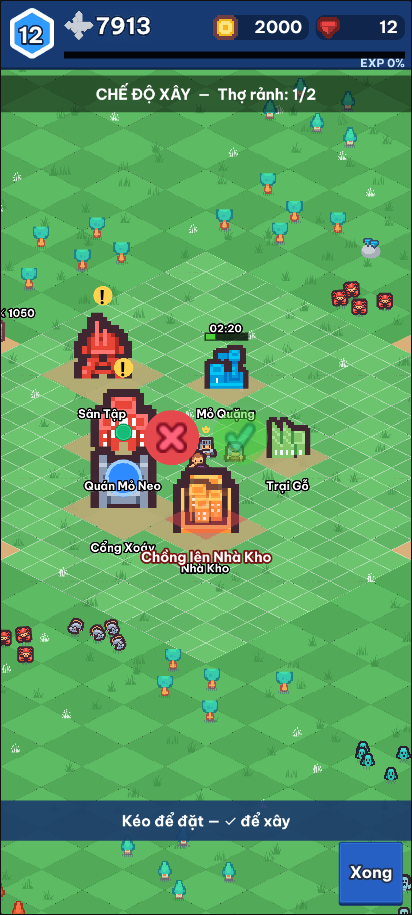 12
7913
2000
12
EXP 0%
CHẾ ĐỘ XÂY — Thợ rảnh: 1/2
!
1050
02:20
!
Sân Tập
Mỏ Quặng
Quán Mỏ Neo
Trại Gỗ
Cổng Xoáy
Chồng lên Nhà Kho
Nhà Kho
Kéo để đặt — ✓ để xây
Xong